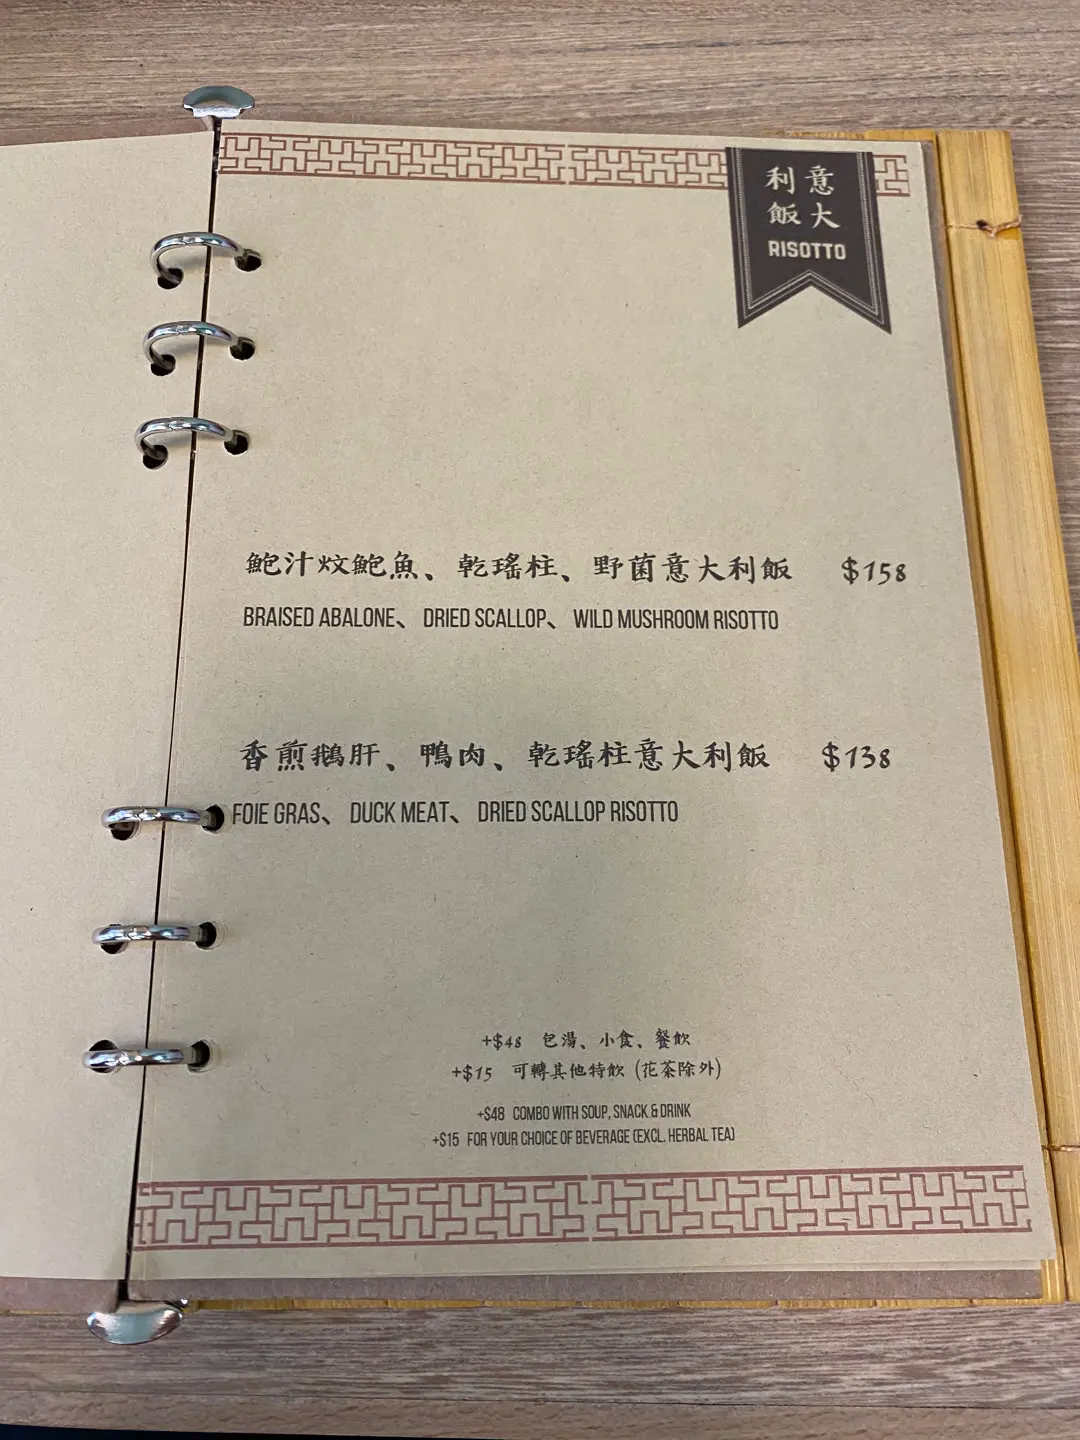 意大
利飯
RISOTTO
鮑汁炆鮑魚、乾瑤柱、野菌意大利飯 $158
BRAISED ABALONE、 DRIED SCALLOP、 WILD MUSHROOM RISOTTO
香煎鵝肝、鴨肉、乾瑤柱意大利飯 $138
FOIE GRAS、 DUCK MEAT、 DRIED SCALLOP RISOTTO
+$48 包湯、小食、餐飲
+$15 可轉其他特飲 (花茶除外)
+$48 COMBO WITH SOUP, SNACK & DRINK
+$15 FOR YOUR CHOICE OF BEVERAGE (EXCL. HERBAL TEA)